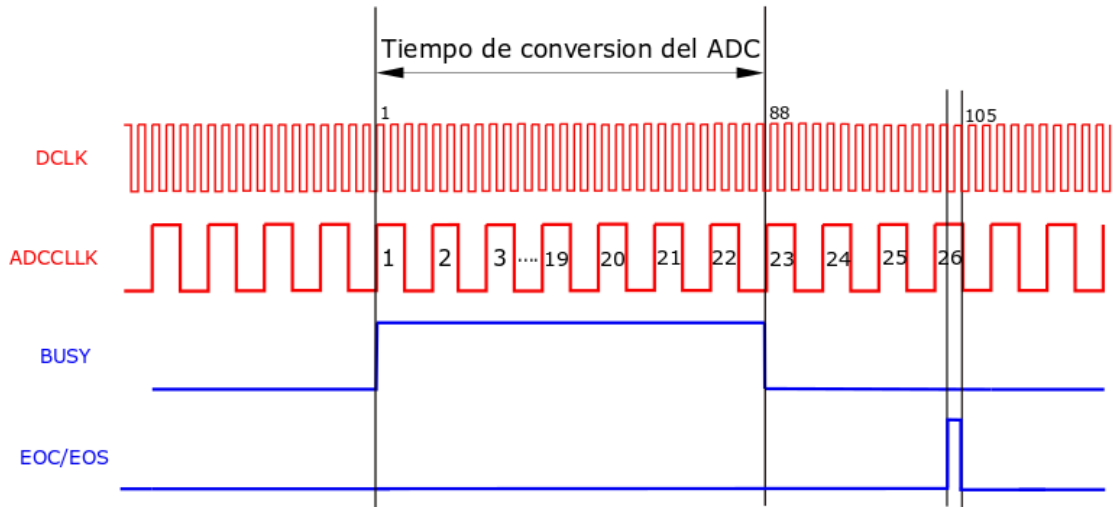 Tiempo de conversion del ADC
1 88 105
DCLK
ADCCLLK
1 2 3 .... 19 20 21 22 23 24 25 26
BUSY
EOC/EOS